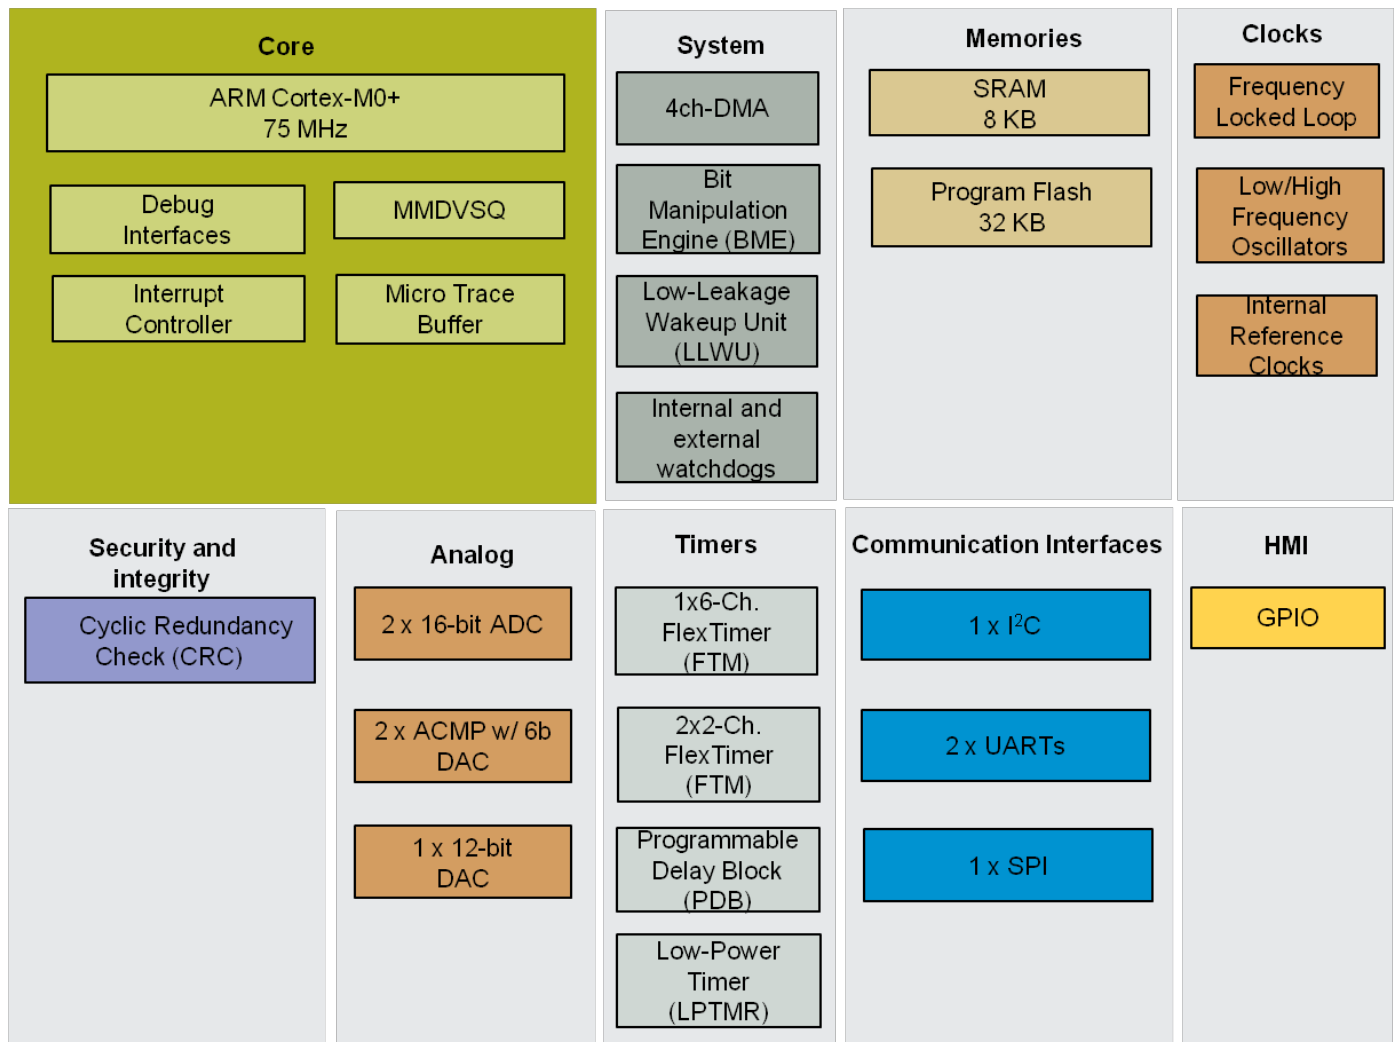 Core
ARM Cortex-M0+
75 MHz
Debug
Interfaces
MMDVSQ
Interrupt
Controller
Micro Trace
Buffer
System
4ch-DMA
Bit
Manipulation
Engine (BME)
Low-Leakage
Wakeup Unit
(LLWU)
Internal and
external
watchdogs
Memories
SRAM
8 KB
Program Flash
32 KB
Clocks
Frequency
Locked Loop
Low/High
Frequency
Oscillators
Internal
Reference
Clocks
Security and
integrity
Cyclic Redundancy
Check (CRC)
Analog
2 x 16-bit ADC
2 x ACMP w/ 6b
DAC
1 x 12-bit
DAC
Timers
1x6-Ch.
FlexTimer
(FTM)
2x2-Ch.
FlexTimer
(FTM)
Programmable
Delay Block
(PDB)
Low-Power
Timer
(LPTMR)
Communication Interfaces
1 x I²C
2 x UARTs
1 x SPI
HMI
GPIO